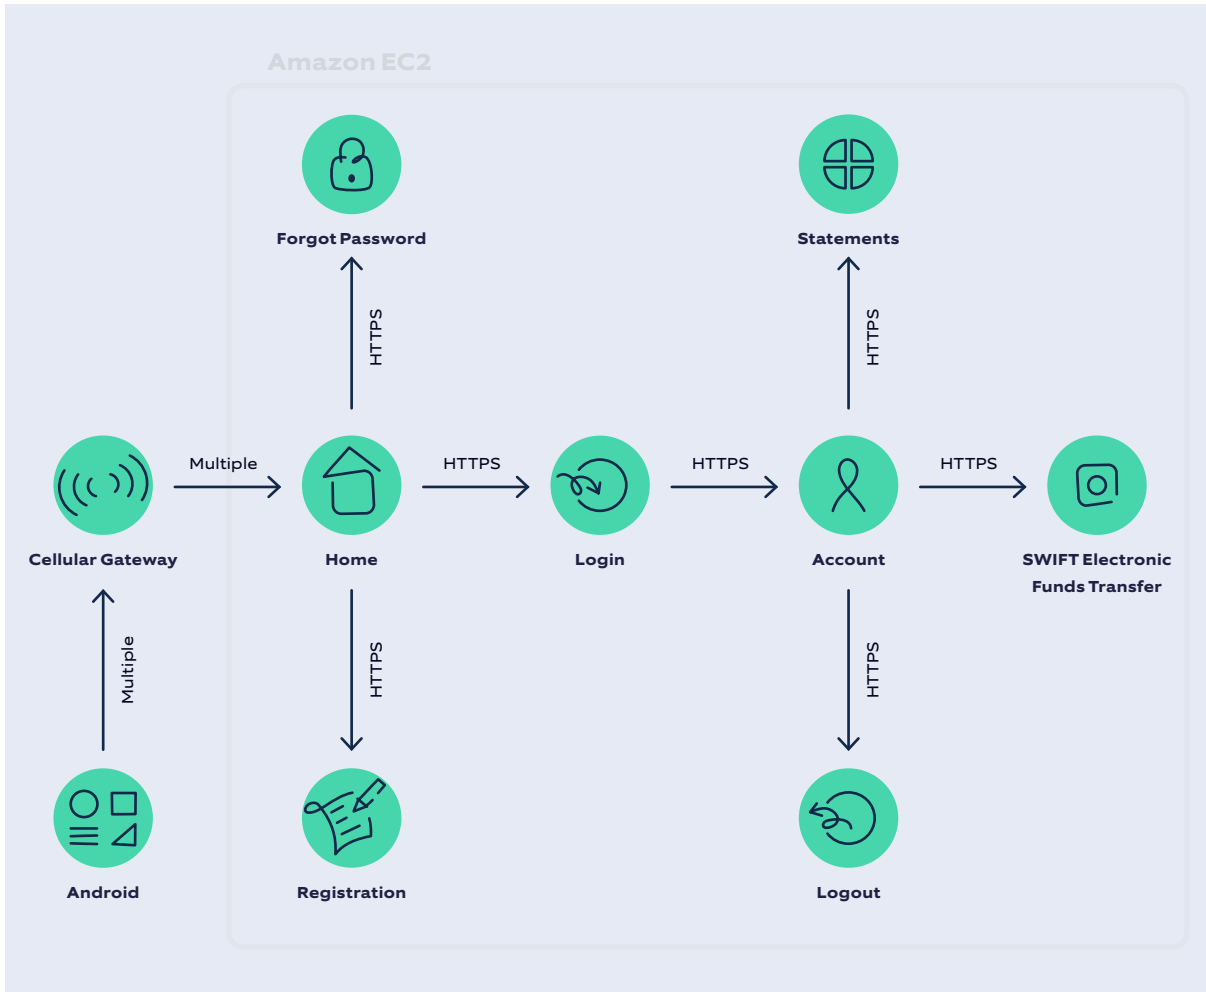 Amazon EC2
Forgot Password
Statements
HTTPS
HTTPS
Multiple
HTTPS
HTTPS
HTTPS
Cellular Gateway
Home
Login
Account
SWIFT Electronic
Funds Transfer
Multiple
HTTPS
HTTPS
Android
Registration
Logout